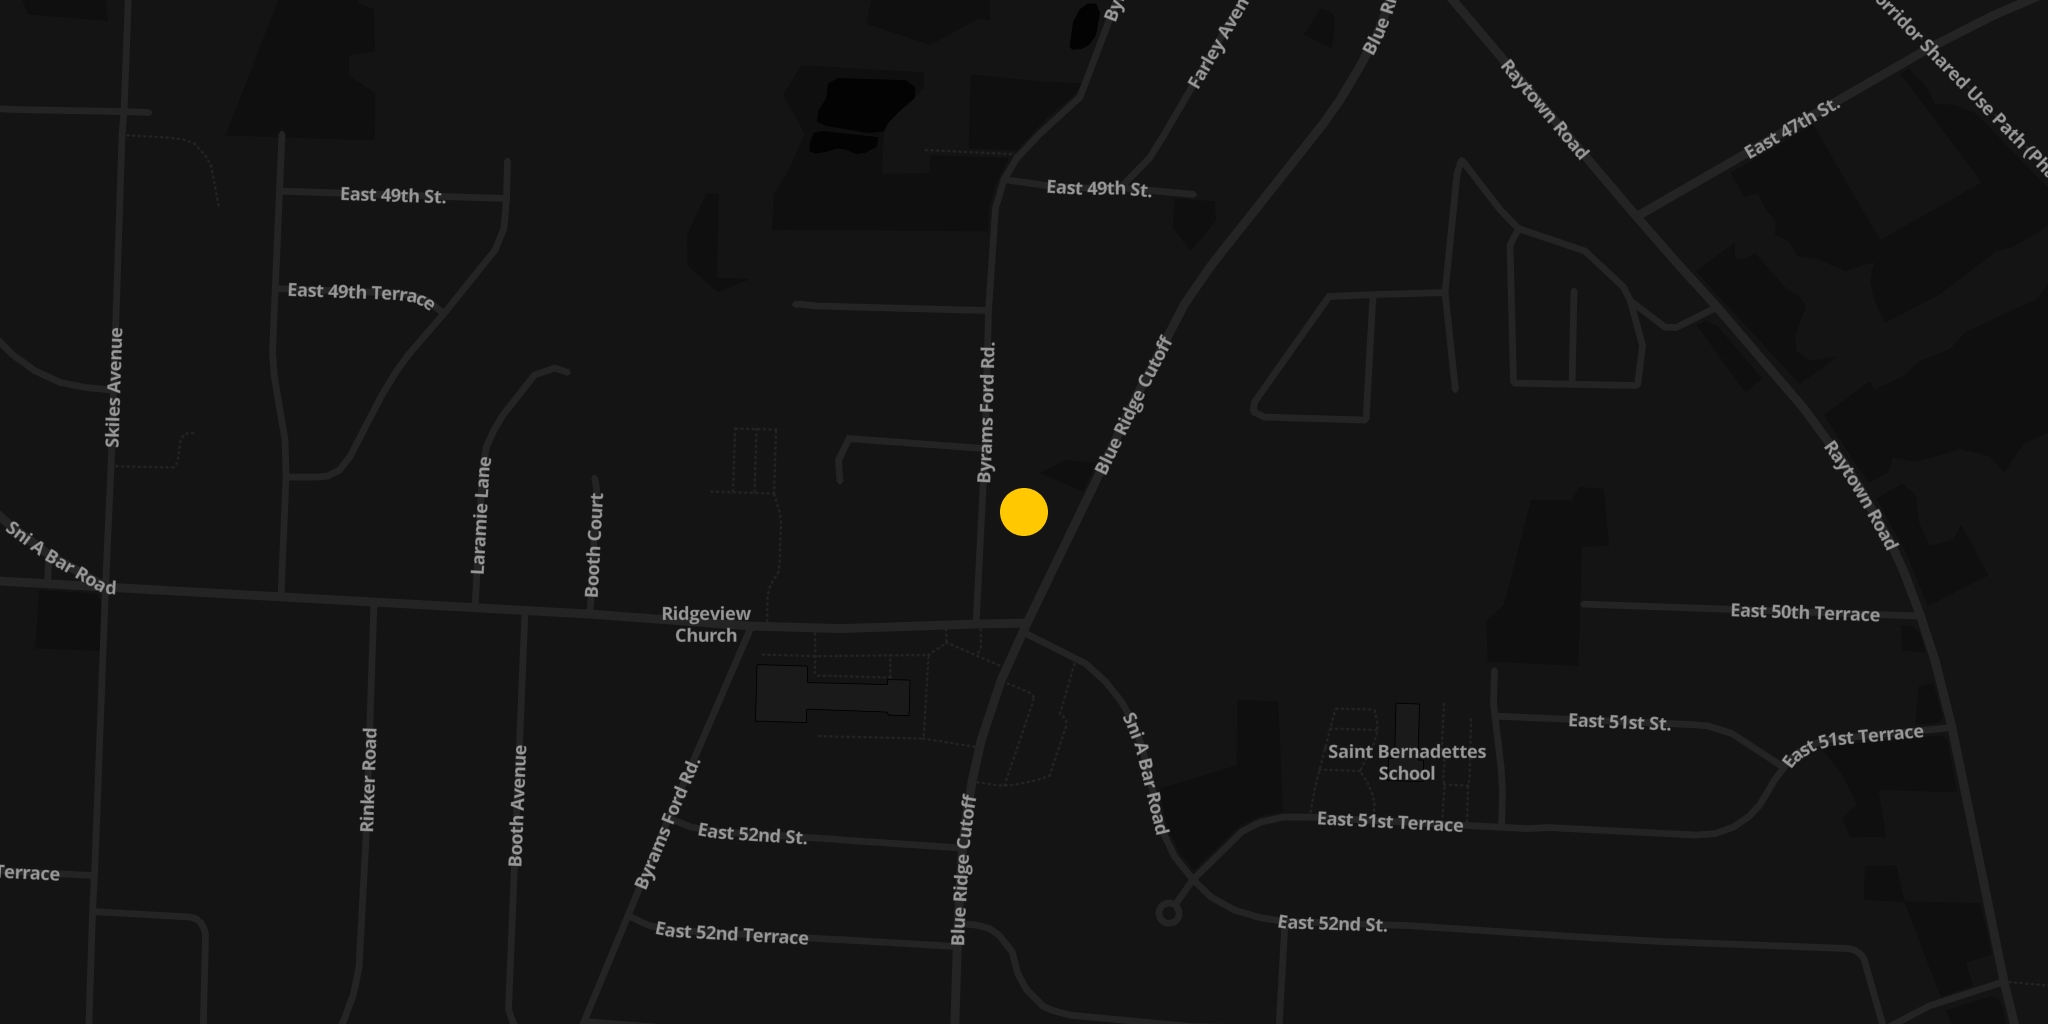 Farley Aven
Blue Ri
orridor Shared Use Path (Pha
Raytown Road
East 47th St.
East 49th St.
East 49th St.
East 49th Terrace
Skiles Avenue
Byrams Ford Rd.
Blue Ridge Cutoff
Raytown Road
Laramie Lane
Booth Court
Sni A Bar Road
Ridgeview
Church
East 50th Terrace
East 51st St.
East 51st Terrace
Saint Bernadettes
School
Sni A Bar Road
East 51st Terrace
Rinker Road
Booth Avenue
Byrams Ford Rd.
East 52nd St.
Blue Ridge Cutoff
Terrace
East 52nd St.
East 52nd Terrace